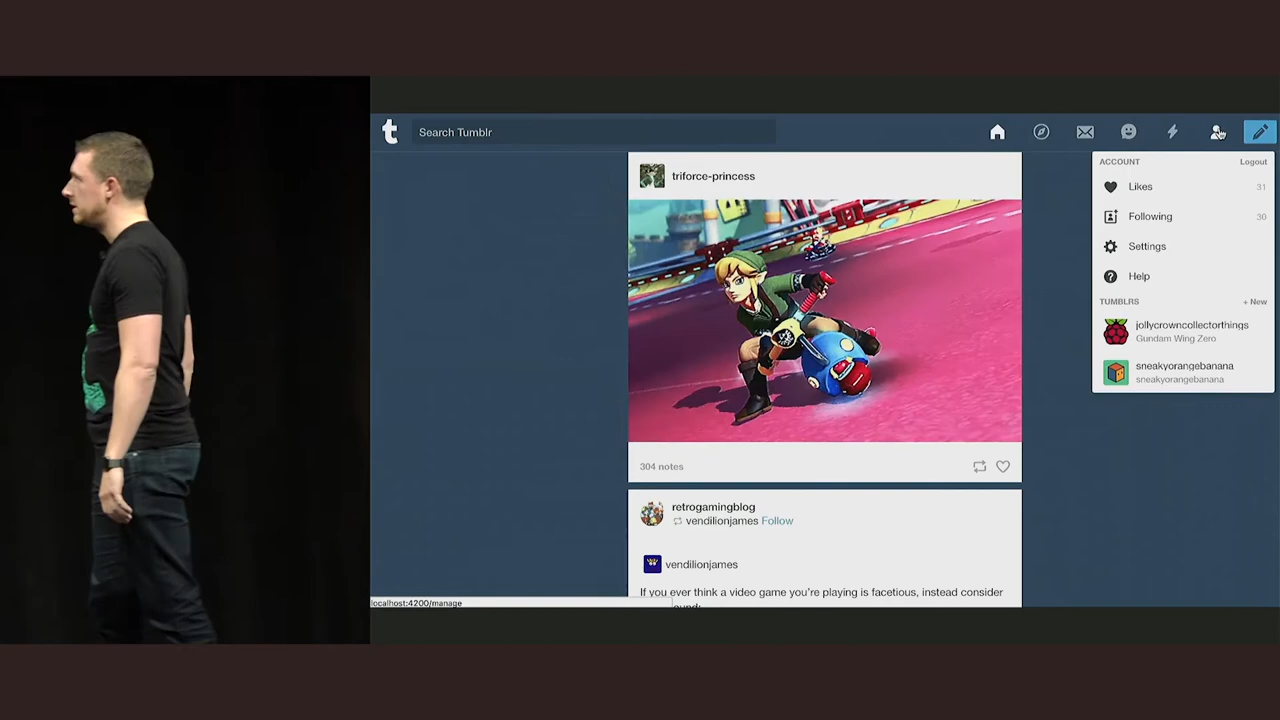 t
Search Tumblr
triforce-princess
304 notes
retrogamingblog
vendilionjames Follow
vendilionjames
If you ever think a video game you're playing is facetious, instead consider
localhost:4200/manage
ACCOUNT
Logout
Likes
31
Following
30
Settings
Help
TUMBLRS
+ New
jollycrowncollectorthings
Gundam Wing Zero
sneakyorangebanana
sneakyorangebanana